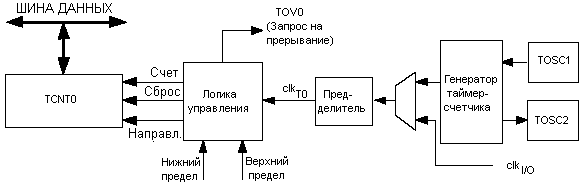 ШИНА ДАННЫХ
TOV0
(Запрос на
прерывание)
TCNT0
Счет
Сброс
Направл.
Логика
управления
clkT0
Пред-
делитель
Генератор
таймер-
счетчика
TOSC1
TOSC2
Нижний
предел
Верхний
предел
clkI/O